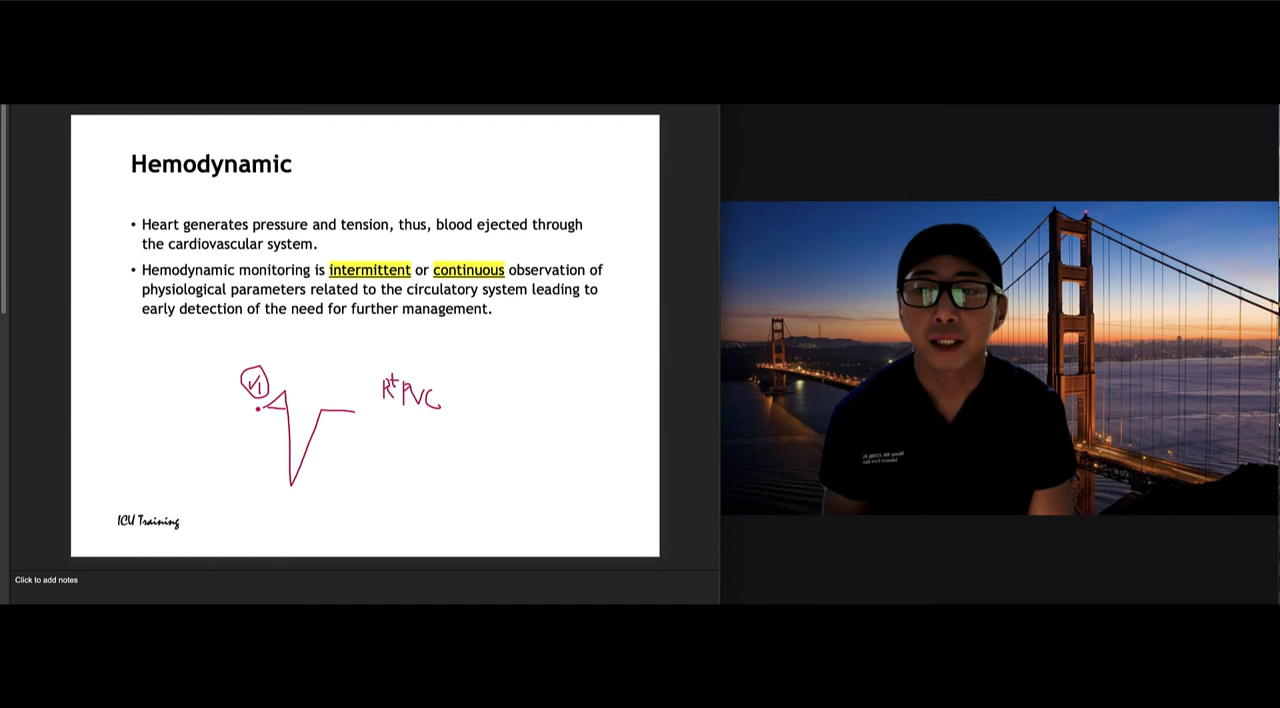 Hemodynamic
• Heart generates pressure and tension, thus, blood ejected through
the cardiovascular system.
• Hemodynamic monitoring is intermittent or continuous observation of
physiological parameters related to the circulatory system leading to
early detection of the need for further management.
V1
Rt PVC
ICU Training
Click to add notes